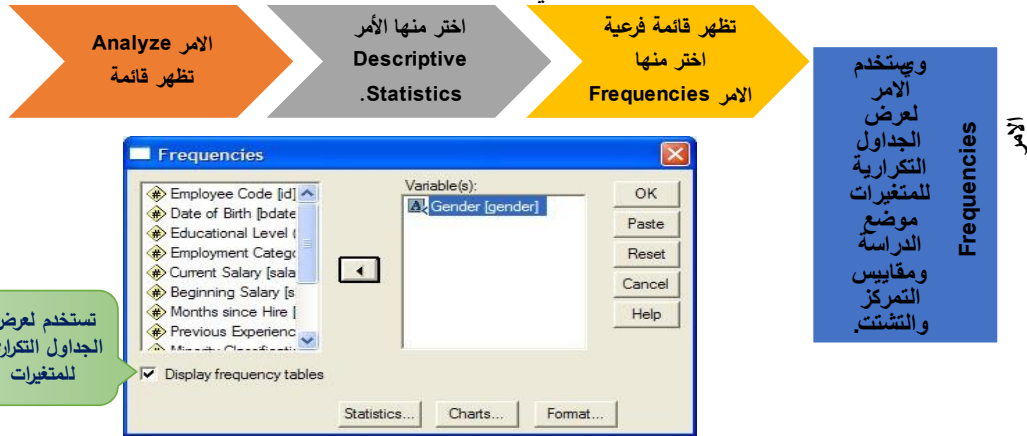 الامر Analyze
تظهر قائمة
اختر منها الأمر
Descriptive
Statistics.
تظهر قائمة فرعية
اختر منها
الامر Frequencies
الامر
Frequencies
ويستخدم
الامر
لعرض
الجداول
التكرارية
للمتغيرات
موضع
الدراسة
ومقاييس
التمركز
والتشتت.
Frequencies
Employee Code [id]
Date of Birth [bdate
Educational Level (
Employment Catego
Current Salary [sala
Beginning Salary [s
Months since Hire [
Previous Experienc
Variable(s):
Gender [gender]
OK
Paste
Reset
Cancel
Help
Display frequency tables
Statistics...
Charts...
Format...
تستخدم لعرض
الجداول التكرار
للمتغيرات